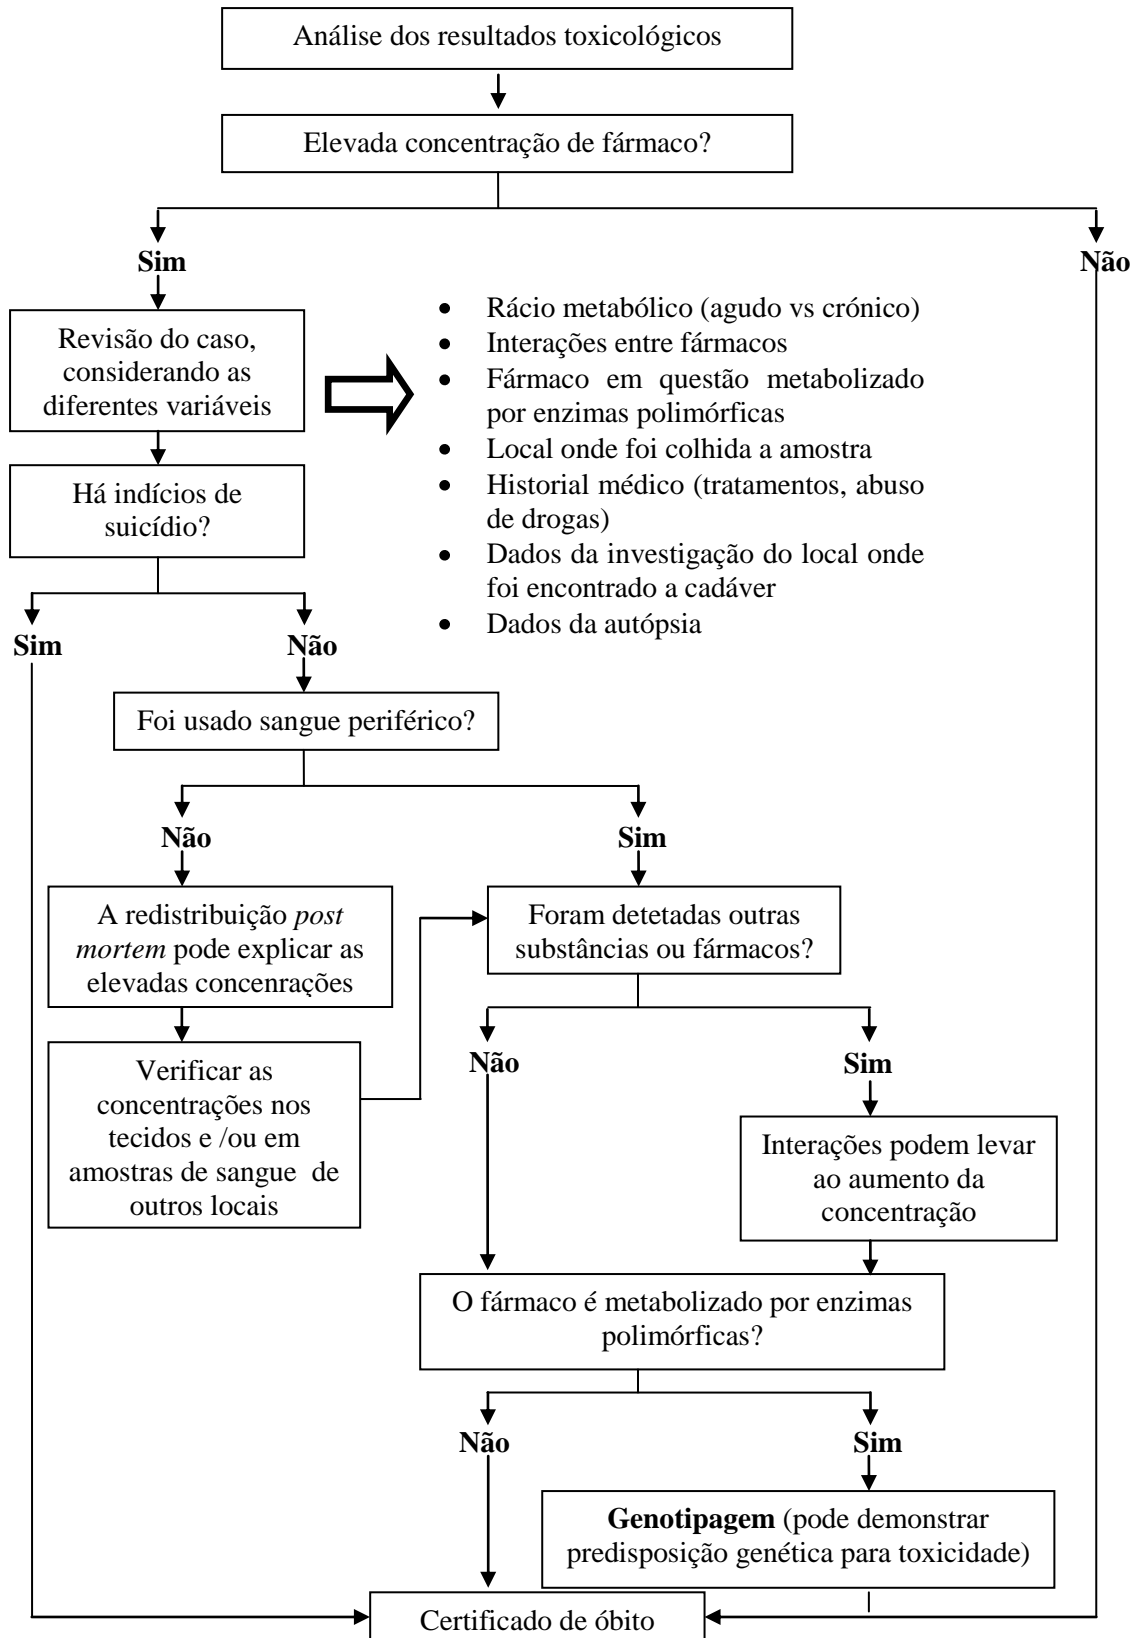 Análise dos resultados toxicológicos
Elevada concentração de fármaco?
Sim
Não
Revisão do caso,
considerando as
diferentes variáveis
• Rácio metabólico (agudo vs crónico)
• Interações entre fármacos
• Fármaco em questão metabolizado
por enzimas polimórficas
• Local onde foi colhida a amostra
• Historial médico (tratamentos, abuso
de drogas)
• Dados da investigação do local onde
foi encontrado a cadáver
• Dados da autópsia
Há indícios de
suicídio?
Sim
Não
Foi usado sangue periférico?
Não
Sim
A redistribuição post
mortem pode explicar as
elevadas concenrações
Foram detetadas outras
substâncias ou fármacos?
Verificar as
concentrações nos
tecidos e /ou em
amostras de sangue de
outros locais
Não
Sim
Interações podem levar
ao aumento da
concentração
O fármaco é metabolizado por enzimas
polimórficas?
Não
Sim
Genotipagem (pode demonstrar
predisposição genética para toxicidade)
Certificado de óbito